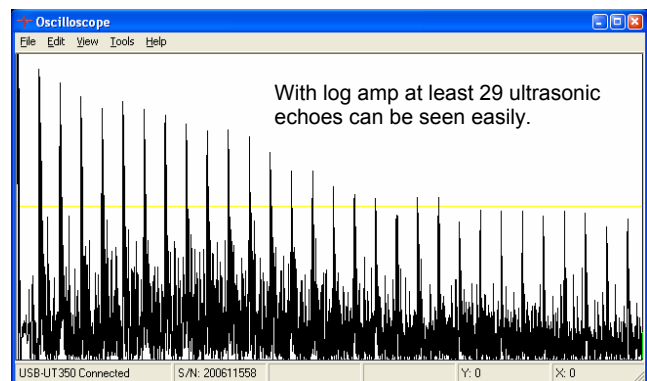 Oscilloscope
File Edit View Tools Help
With log amp at least 29 ultrasonic
echoes can be seen easily.
USB-UT350 Connected S/N: 200611558 Y: 0 X: 0